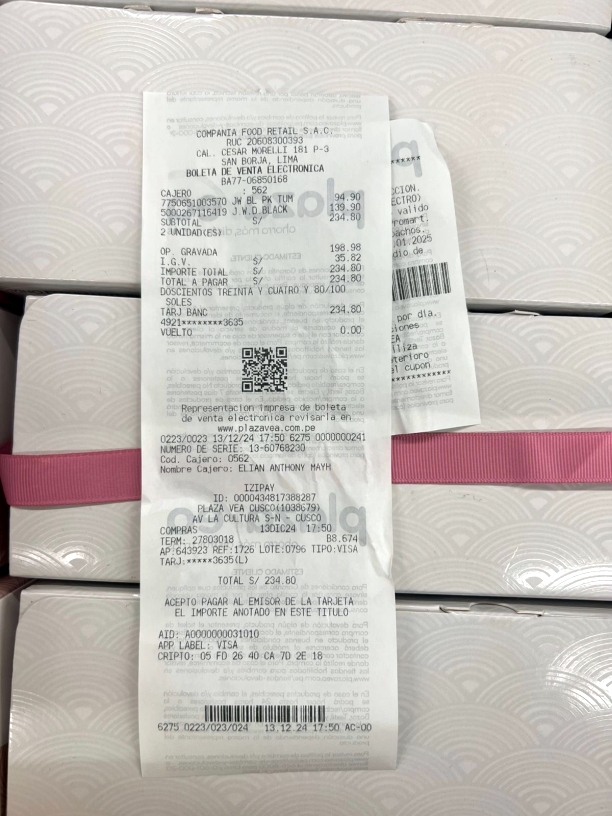 COMPANIA FOOD RETAIL S.A.C.
RUC 20608300393
CAL. CESAR MORELLI 181 P-3
SAN BORJA, LIMA
BOLETA DE VENTA ELECTRONICA
BA77-06850168
CAJERO : 562
7750651003570 JW BL PK TUM 94.90
5000267116419 J.W.D.BLACK 139.90
SUBTOTAL S/ 234.80
2 UNIDAD(ES)
OP. GRAVADA 198.98
I.G.V. S/ 35.82
IMPORTE TOTAL S/ 234.80
TOTAL A PAGAR S/ 234.80
DOSCIENTOS TREINTA Y CUATRO Y 80/100
SOLES
TARJ BANC 234.80
4921********3635
VUELTO 0.00
Representacion impresa de boleta
de venta electronica revisarla en
www.plazavea.com.pe
0223/0023 13/12/24 17:50 6275 0000000241
NUMERO DE SERIE: 13-60768230
Cod. Cajero: 0562
Nombre Cajero: ELIAN ANTHONY MAYH
IZIPAY
ID: 0000434817388287
PLAZA VEA CUSCO(1038679)
AV LA CULTURA S-N - CUSCO
COMPRAS 13DIC24 17:50
TERM: 27803018 B8.674
AP:643923 REF:1726 LOTE:0796 TIPO:VISA
TARJ:*****3635(L)
TOTAL S/ 234.80
ACEPTO PAGAR AL EMISOR DE LA TARJETA
EL IMPORTE ANOTADO EN ESTE TITULO
AID: A0000000031010
APP LABEL: VISA
CRIPTO: 05 FD 26 40 CA 7D 2E 18
6275 0223/023/024 13.12.24 17:50 AC-00
CCION.
ECTRO)
valido
romart.
pachos.
.01.2025
dio de
por dia.
ciones
EA
iliza
eterioro
el cupon